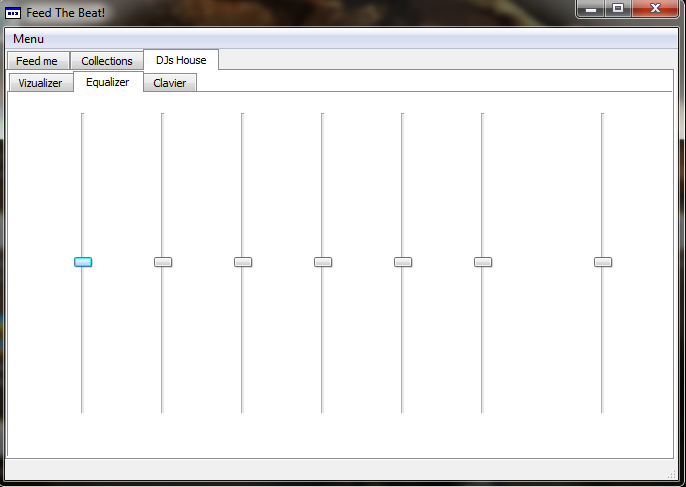 Feed The Beat!
Menu
Feed me Collections DJs House
Vizualizer Equalizer Clavier